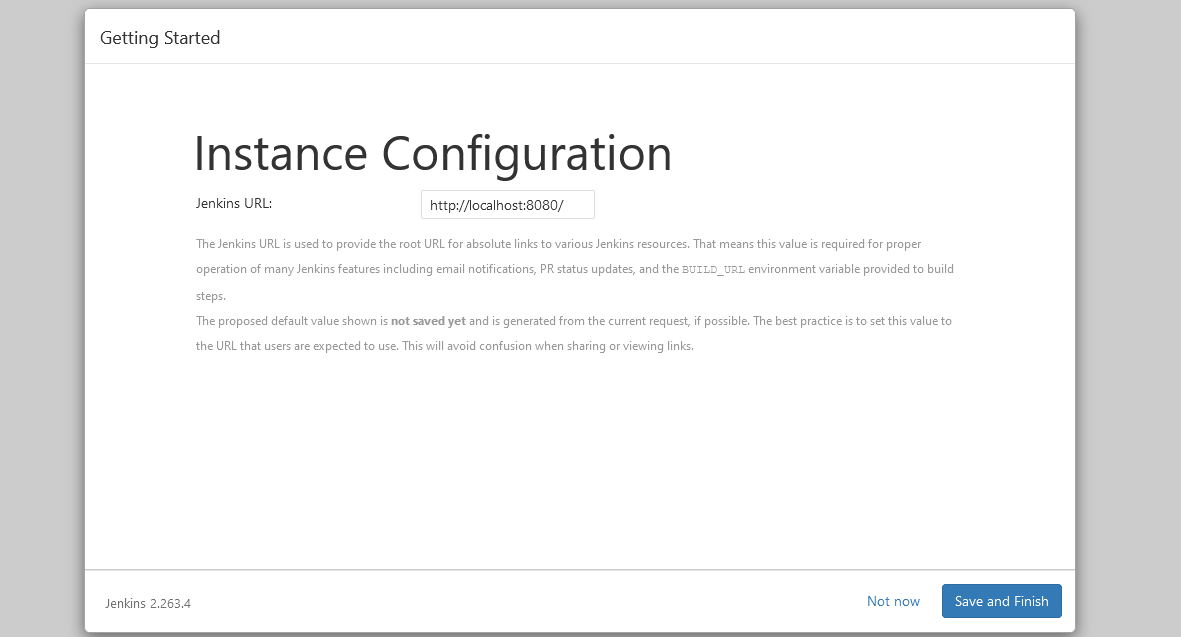 Getting Started
Instance Configuration
Jenkins URL:
http://localhost:8080/
The Jenkins URL is used to provide the root URL for absolute links to various Jenkins resources. That means this value is required for proper
operation of many Jenkins features including email notifications, PR status updates, and the BUILD_URL environment variable provided to build
steps.
The proposed default value shown is not saved yet and is generated from the current request, if possible. The best practice is to set this value to
the URL that users are expected to use. This will avoid confusion when sharing or viewing links.
Jenkins 2.263.4
Not now
Save and Finish